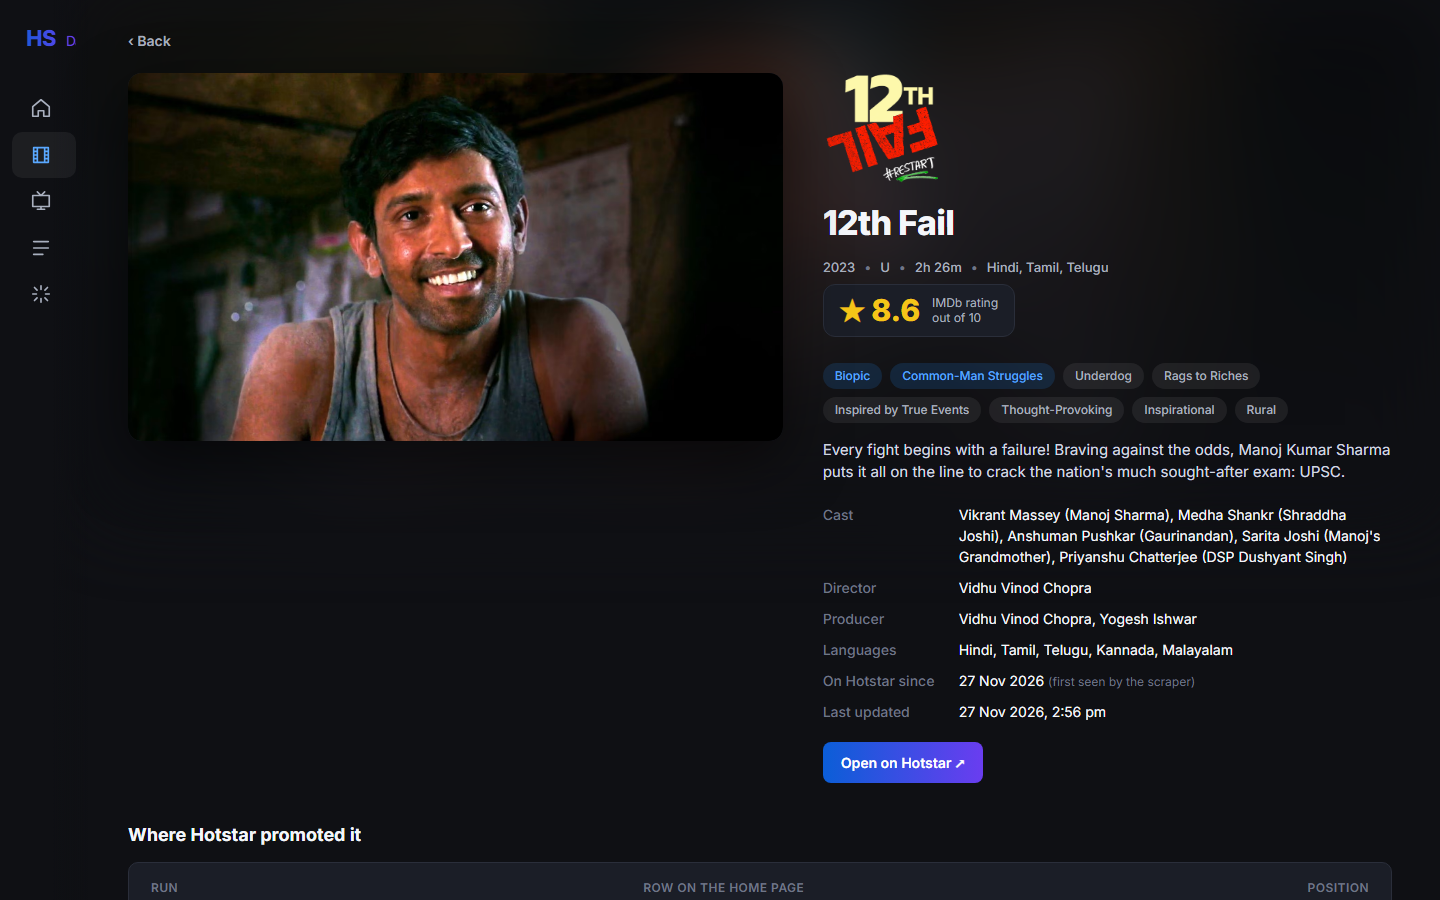 HS D
‹ Back
12TH
FAIL
#RESTART
12th Fail
2023 • U • 2h 26m • Hindi, Tamil, Telugu
★ 8.6 IMDb rating
out of 10
Biopic Common-Man Struggles Underdog Rags to Riches
Inspired by True Events Thought-Provoking Inspirational Rural
Every fight begins with a failure! Braving against the odds, Manoj Kumar Sharma
puts it all on the line to crack the nation's much sought-after exam: UPSC.
Cast Vikrant Massey (Manoj Sharma), Medha Shankr (Shraddha
Joshi), Anshuman Pushkar (Gaurinandan), Sarita Joshi (Manoj's
Grandmother), Priyanshu Chatterjee (DSP Dushyant Singh)
Director Vidhu Vinod Chopra
Producer Vidhu Vinod Chopra, Yogesh Ishwar
Languages Hindi, Tamil, Telugu, Kannada, Malayalam
On Hotstar since 27 Nov 2026 (first seen by the scraper)
Last updated 27 Nov 2026, 2:56 pm
Open on Hotstar ↗
Where Hotstar promoted it
RUN ROW ON THE HOME PAGE POSITION